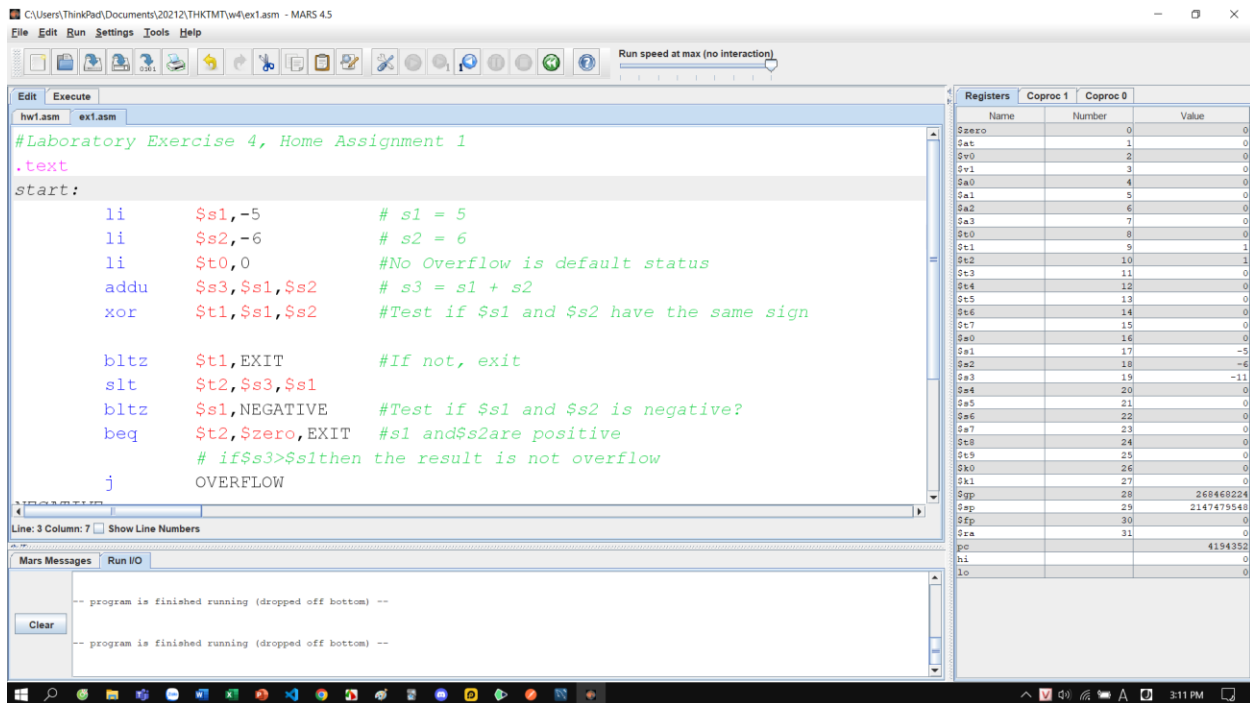 C:\Users\ThinkPad\Documents\20212\THKTMT\w4\ex1.asm - MARS 4.5
File Edit Run Settings Tools Help
Run speed at max (no interaction)
Edit Execute
hw1.asm ex1.asm
#Laboratory Exercise 4, Home Assignment 1
.text
start:
li $s1,-5 # s1 = 5
li $s2,-6 # s2 = 6
li $t0,0 #No Overflow is default status
addu $s3,$s1,$s2 # s3 = s1 + s2
xor $t1,$s1,$s2 #Test if $s1 and $s2 have the same sign
bltz $t1,EXIT #If not, exit
slt $t2,$s3,$s1
bltz $s1,NEGATIVE #Test if $s1 and $s2 is negative?
beq $t2,$zero,EXIT #s1 and$s2are positive
# if$s3>$s1then the result is not overflow
j OVERFLOW
Line: 3 Column: 7 Show Line Numbers
Mars Messages Run I/O
-- program is finished running (dropped off bottom) --
Clear
-- program is finished running (dropped off bottom) --
Registers Coproc 1 Coproc 0
Name Number Value
$zero 0 0
$at 1 0
$v0 2 0
$v1 3 0
$a0 4 0
$a1 5 0
$a2 6 0
$a3 7 0
$t0 8 0
$t1 9 1
$t2 10 1
$t3 11 0
$t4 12 0
$t5 13 0
$t6 14 0
$t7 15 0
$s0 16 0
$s1 17 -5
$s2 18 -6
$s3 19 -11
$s4 20 0
$s5 21 0
$s6 22 0
$s7 23 0
$t8 24 0
$t9 25 0
$k0 26 0
$k1 27 0
$gp 28 268468224
$sp 29 2147479548
$fp 30 0
$ra 31 0
pc 4194352
hi 0
lo 0
3:11 PM